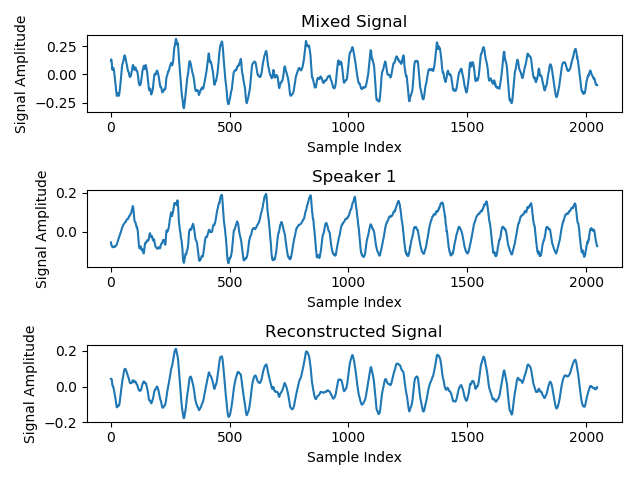 Mixed Signal
Signal Amplitude
0.25
0.00
−0.25
0 500 1000 1500 2000
Sample Index
Speaker 1
Signal Amplitude
0.2
0.0
0 500 1000 1500 2000
Sample Index
Reconstructed Signal
Signal Amplitude
0.2
0.0
−0.2
0 500 1000 1500 2000
Sample Index